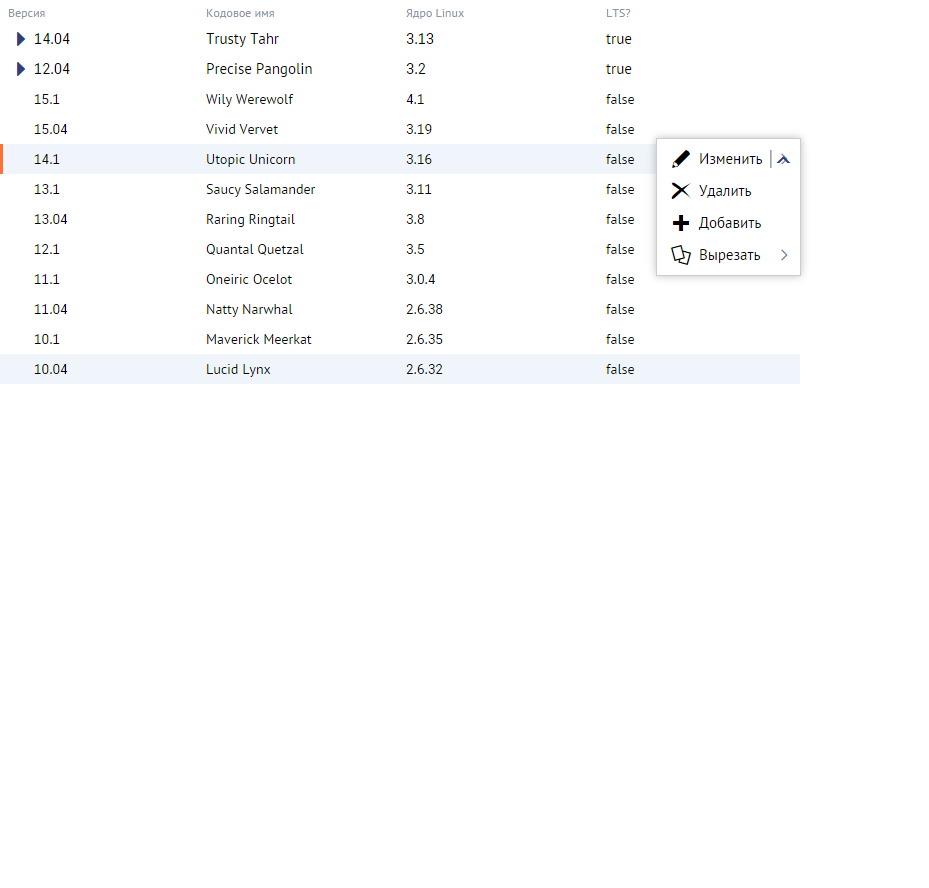 Версия Кодовое имя Ядро Linux LTS?
14.04 Trusty Tahr 3.13 true
12.04 Precise Pangolin 3.2 true
15.1 Wily Werewolf 4.1 false
15.04 Vivid Vervet 3.19 false
14.1 Utopic Unicorn 3.16 false Изменить
13.1 Saucy Salamander 3.11 false Удалить
13.04 Raring Ringtail 3.8 false Добавить
12.1 Quantal Quetzal 3.5 false Вырезать
11.1 Oneiric Ocelot 3.0.4 false
11.04 Natty Narwhal 2.6.38 false
10.1 Maverick Meerkat 2.6.35 false
10.04 Lucid Lynx 2.6.32 false